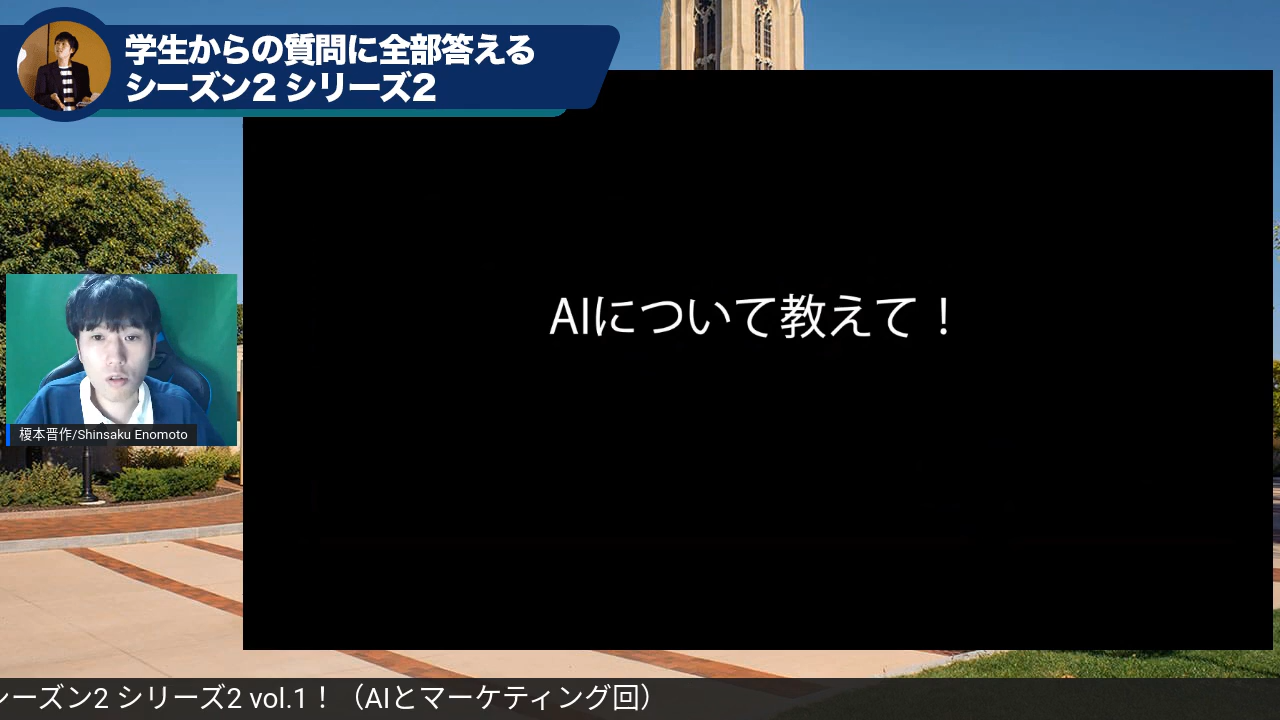 学生からの質問に全部答える
シーズン2 シリーズ2
AIについて教えて！
榎本晋作/Shinsaku Enomoto
シーズン2 シリーズ2 vol.1！（AIとマーケティング回）